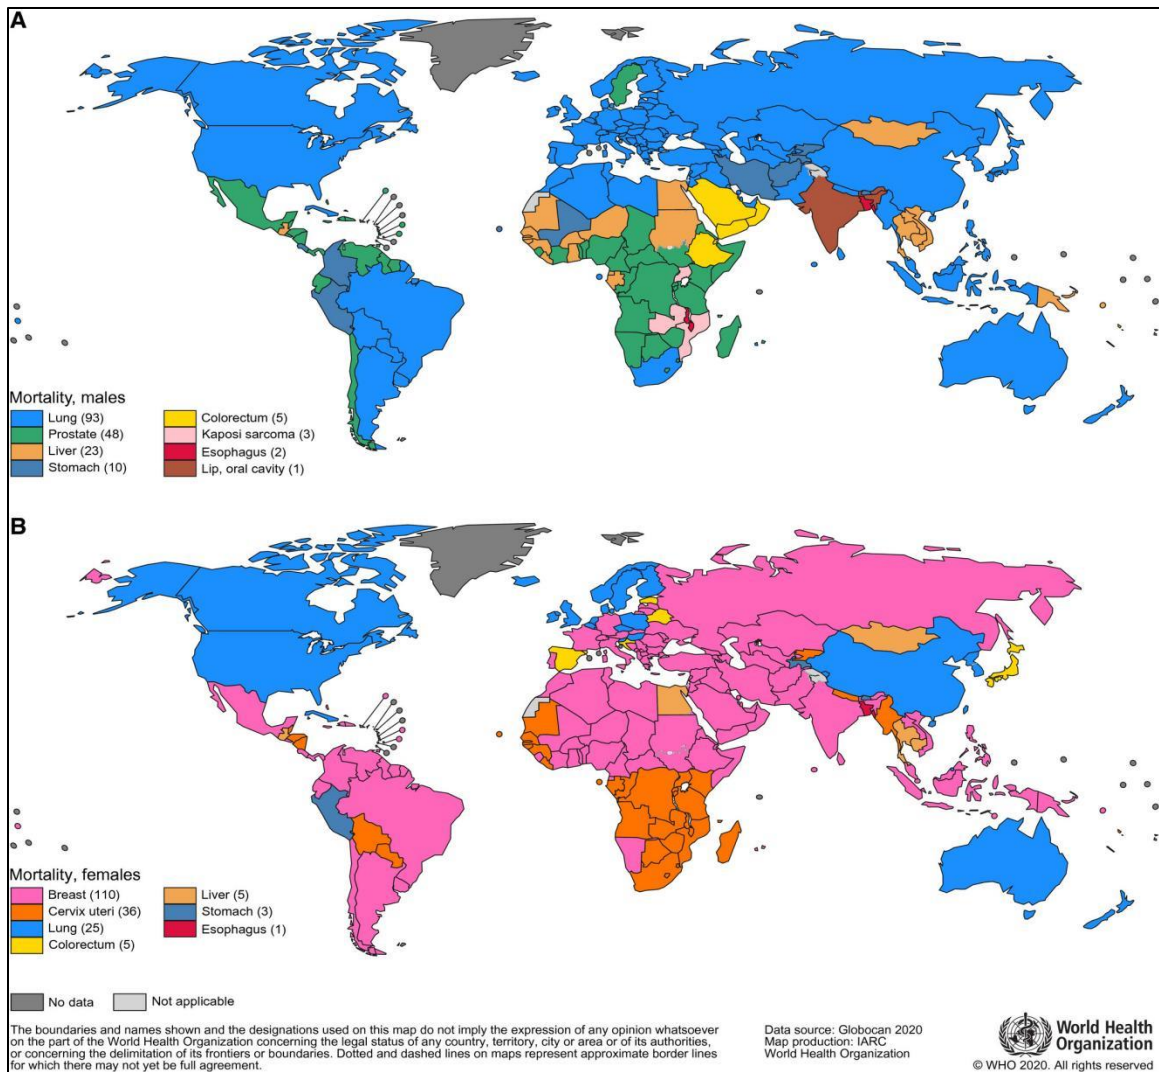 A
Mortality, males
Lung (93)
Prostate (48)
Liver (23)
Stomach (10)
Colorectum (5)
Kaposi sarcoma (3)
Esophagus (2)
Lip, oral cavity (1)
B
Mortality, females
Breast (110)
Cervix uteri (36)
Lung (25)
Colorectum (5)
Liver (5)
Stomach (3)
Esophagus (1)
No data
Not applicable
The boundaries and names shown and the designations used on this map do not imply the expression of any opinion whatsoever
on the part of the World Health Organization concerning the legal status of any country, territory, city or area or of its authorities,
or concerning the delimitation of its frontiers or boundaries. Dotted and dashed lines on maps represent approximate border lines
for which there may not yet be full agreement.
Data source: Globocan 2020
Map production: IARC
World Health Organization
World Health
Organization
© WHO 2020. All rights reserved